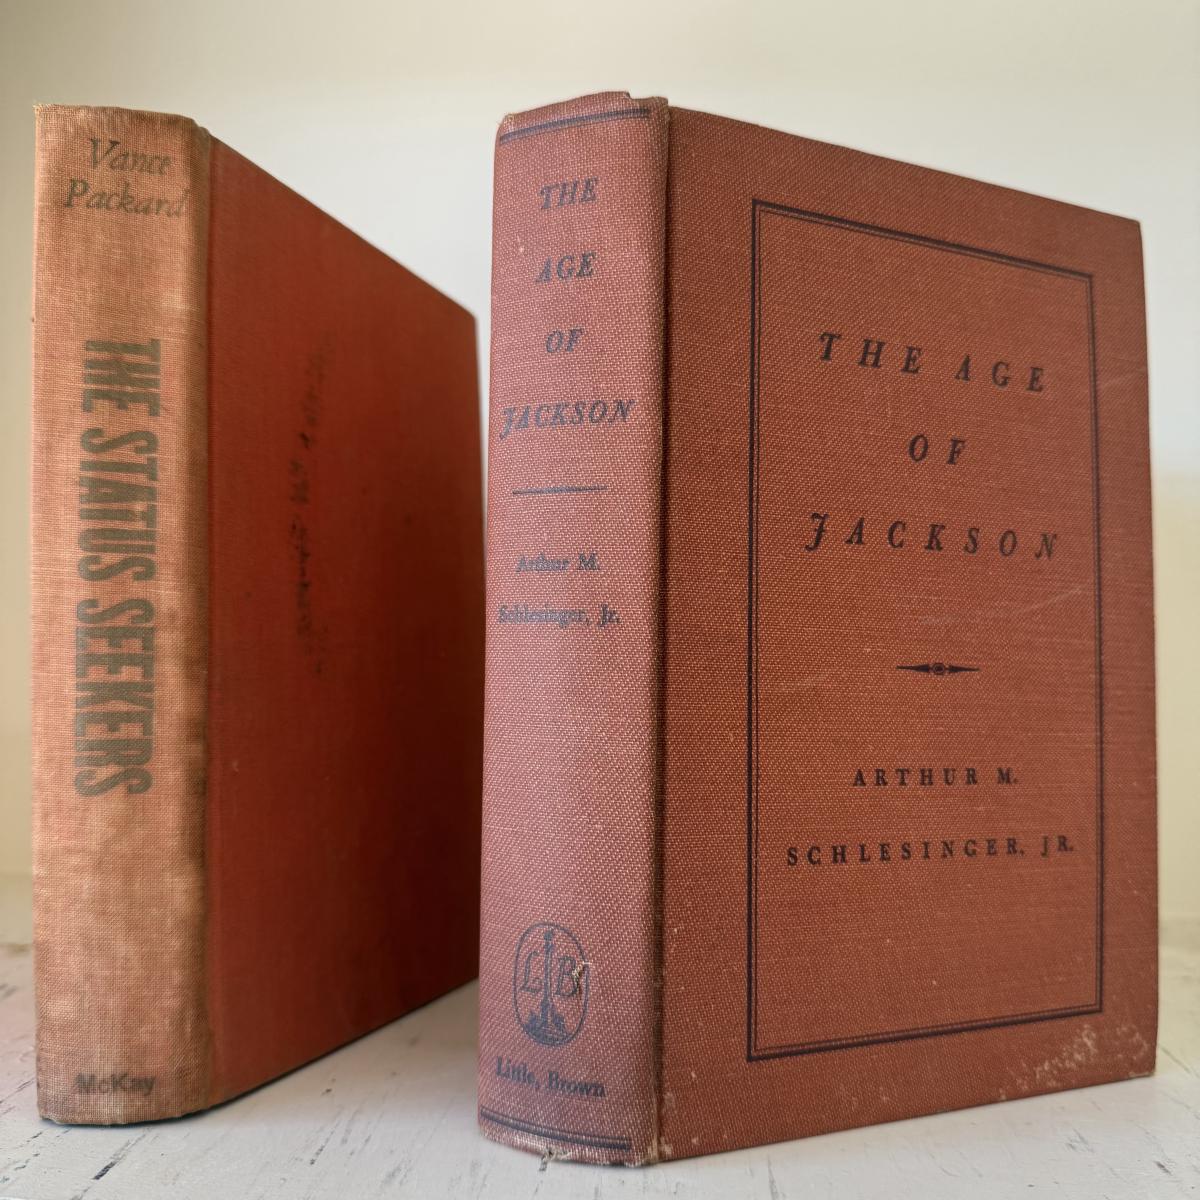 Vance
Packard
THE STATUS SEEKERS
McKay
THE
AGE
OF
JACKSON
Arthur M.
Schlesinger, Jr.
L B
Little, Brown
THE AGE
OF
JACKSON
ARTHUR M.
SCHLESINGER, JR.